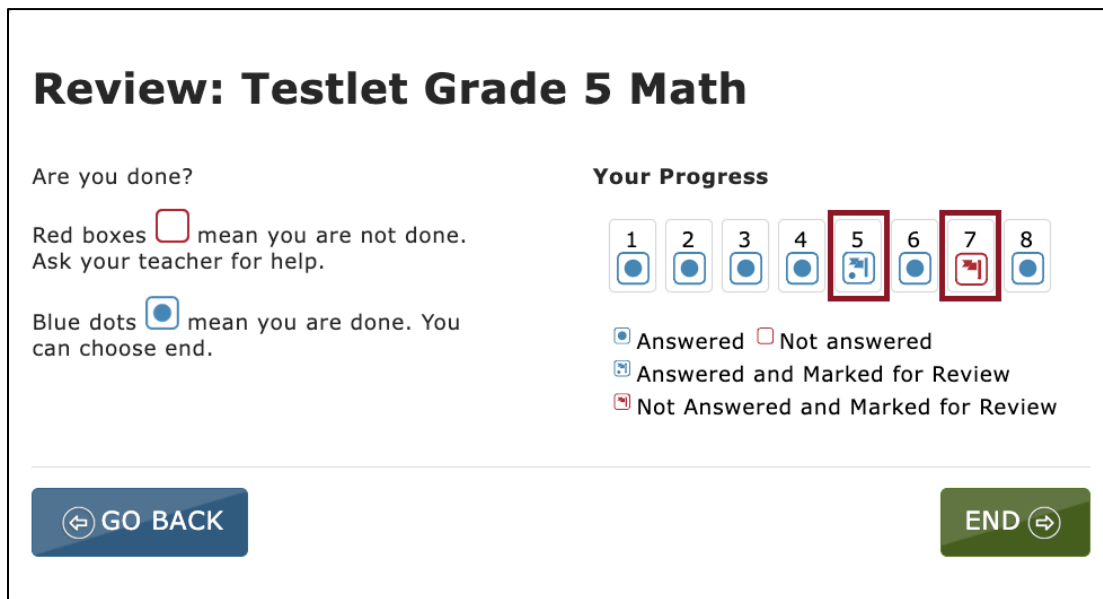 Review: Testlet Grade 5 Math
Are you done?
Red boxes mean you are not done.
Ask your teacher for help.
Blue dots mean you are done. You
can choose end.
Your Progress
1 2 3 4 5 6 7 8
Answered Not answered
Answered and Marked for Review
Not Answered and Marked for Review
GO BACK
END